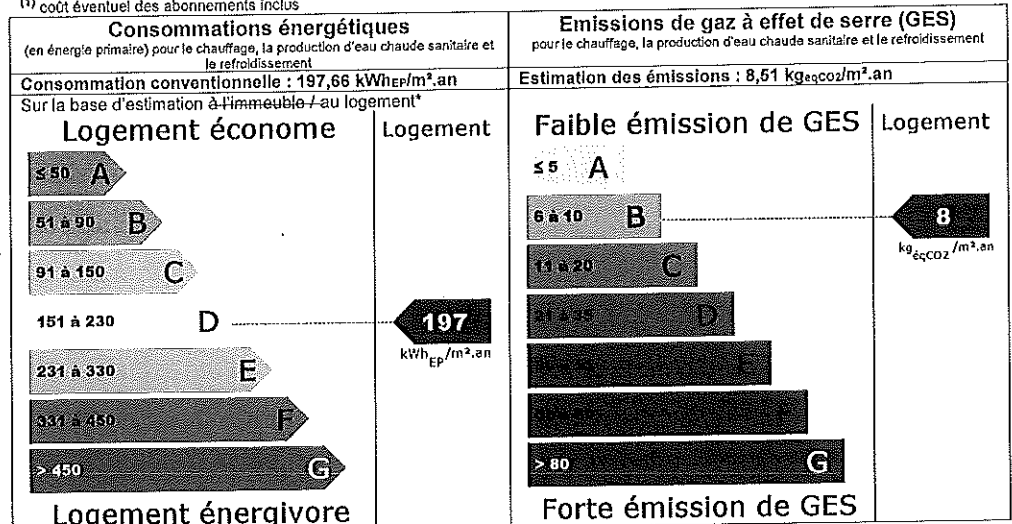 (1) coût éventuel des abonnements inclus
Consommations énergétiques
(en énergie primaire) pour le chauffage, la production d'eau chaude sanitaire et
le refroidissement
Consommation conventionnelle : 197,66 kWhEP/m².an
Sur la base d'estimation à l'immeuble / au logement*
Logement économe
Logement
≤ 50 A
51 à 90 B
91 à 150 C
151 à 230 D
197
kWhEP/m².an
231 à 330 E
331 à 450 F
> 450 G
Logement énergivore
Emissions de gaz à effet de serre (GES)
pour le chauffage, la production d'eau chaude sanitaire et le refroidissement
Estimation des émissions : 8,51 kgeqCO2/m².an
Faible émission de GES
Logement
≤ 5 A
6 à 10 B
8
kgéqCO2/m².an
11 à 20 C
21 à 35 D
E
F
> 80 G
Forte émission de GES